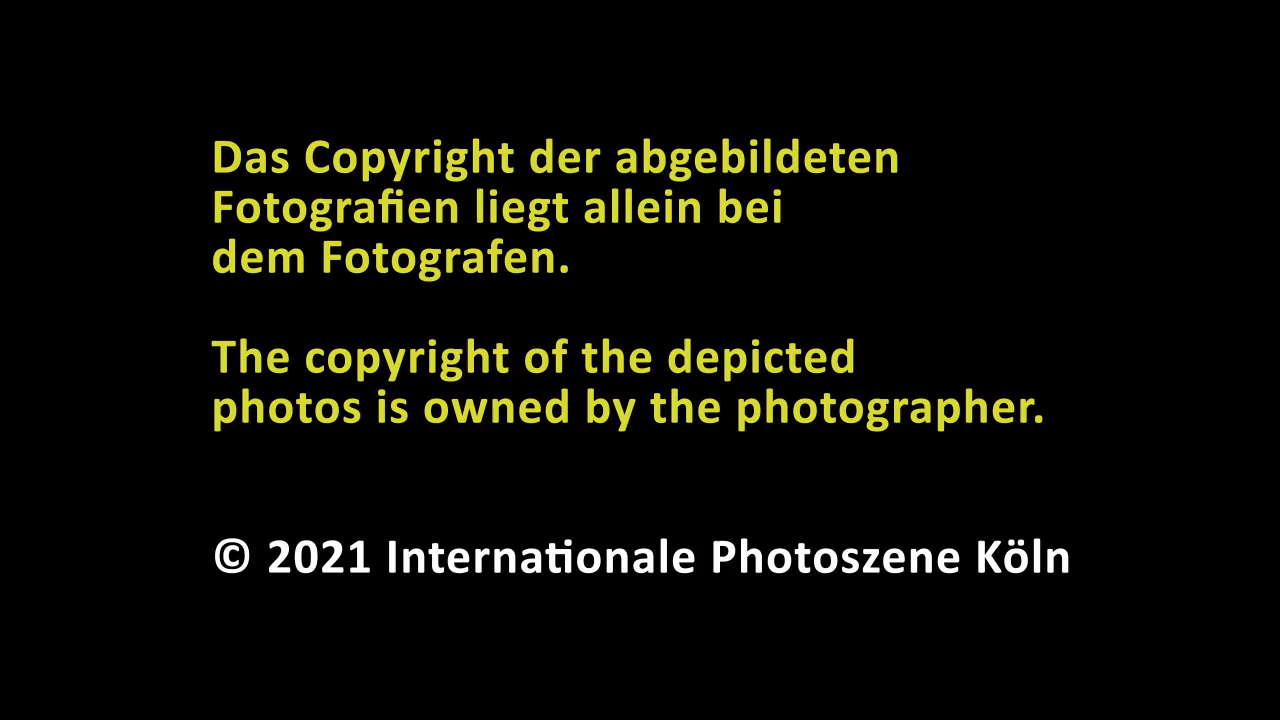 Das Copyright der abgebildeten
Fotografien liegt allein bei
dem Fotografen.
The copyright of the depicted
photos is owned by the photographer.
© 2021 Internationale Photoszene Köln